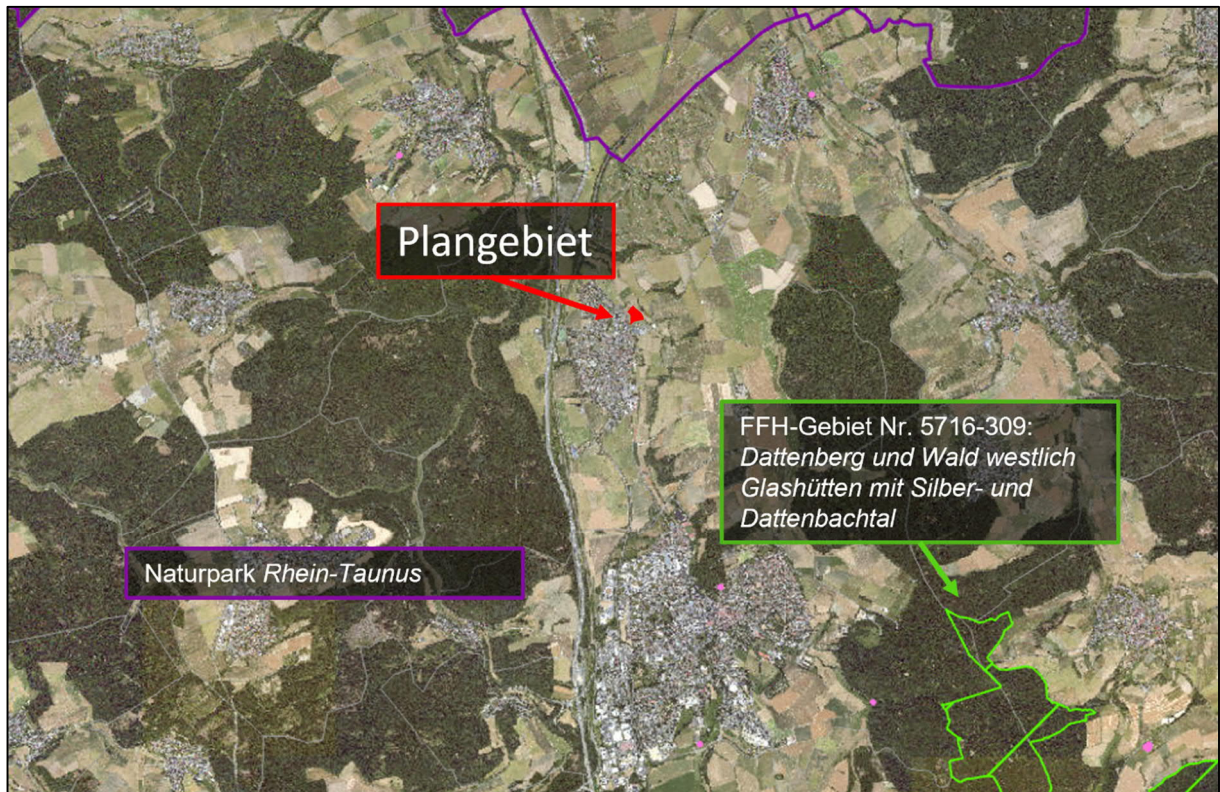 Plangebiet
FFH-Gebiet Nr. 5716-309:
Dattenberg und Wald westlich
Glashütten mit Silber- und
Dattenbachtal
Naturpark Rhein-Taunus